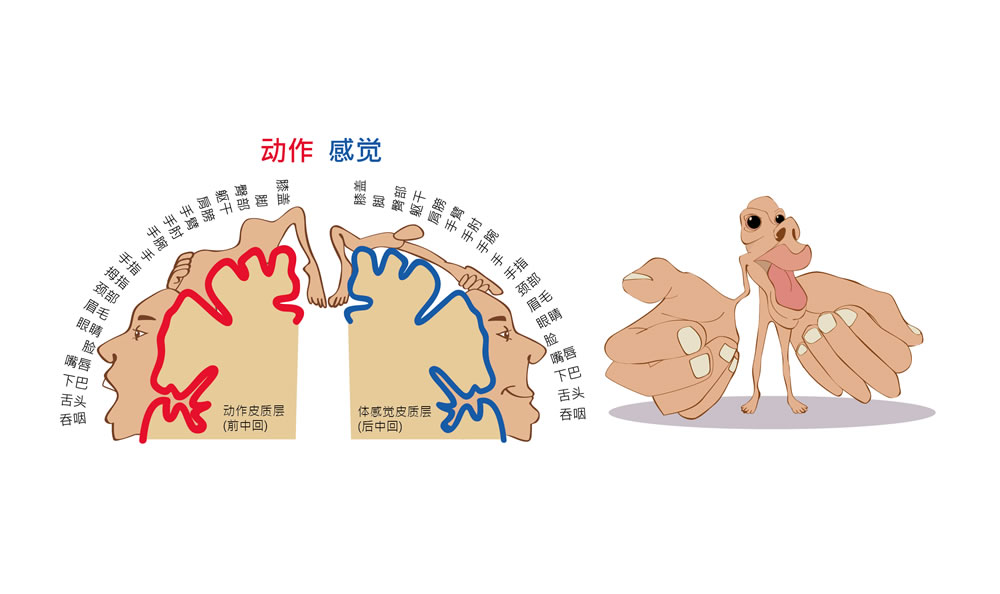 动作 感觉
膝盖
脚
臀部
躯干
肩膀
手臂
手肘
手腕
手
手指
拇指
颈部
眉毛
眼睛
脸
嘴唇
下巴
舌头
吞咽
膝盖
脚
臀部
躯干
肩膀
手臂
手肘
手腕
手
手指
颈部
眉毛
眼睛
脸
嘴唇
下巴
舌头
吞咽
动作皮质层
(前中回)
体感觉皮质层
(后中回)